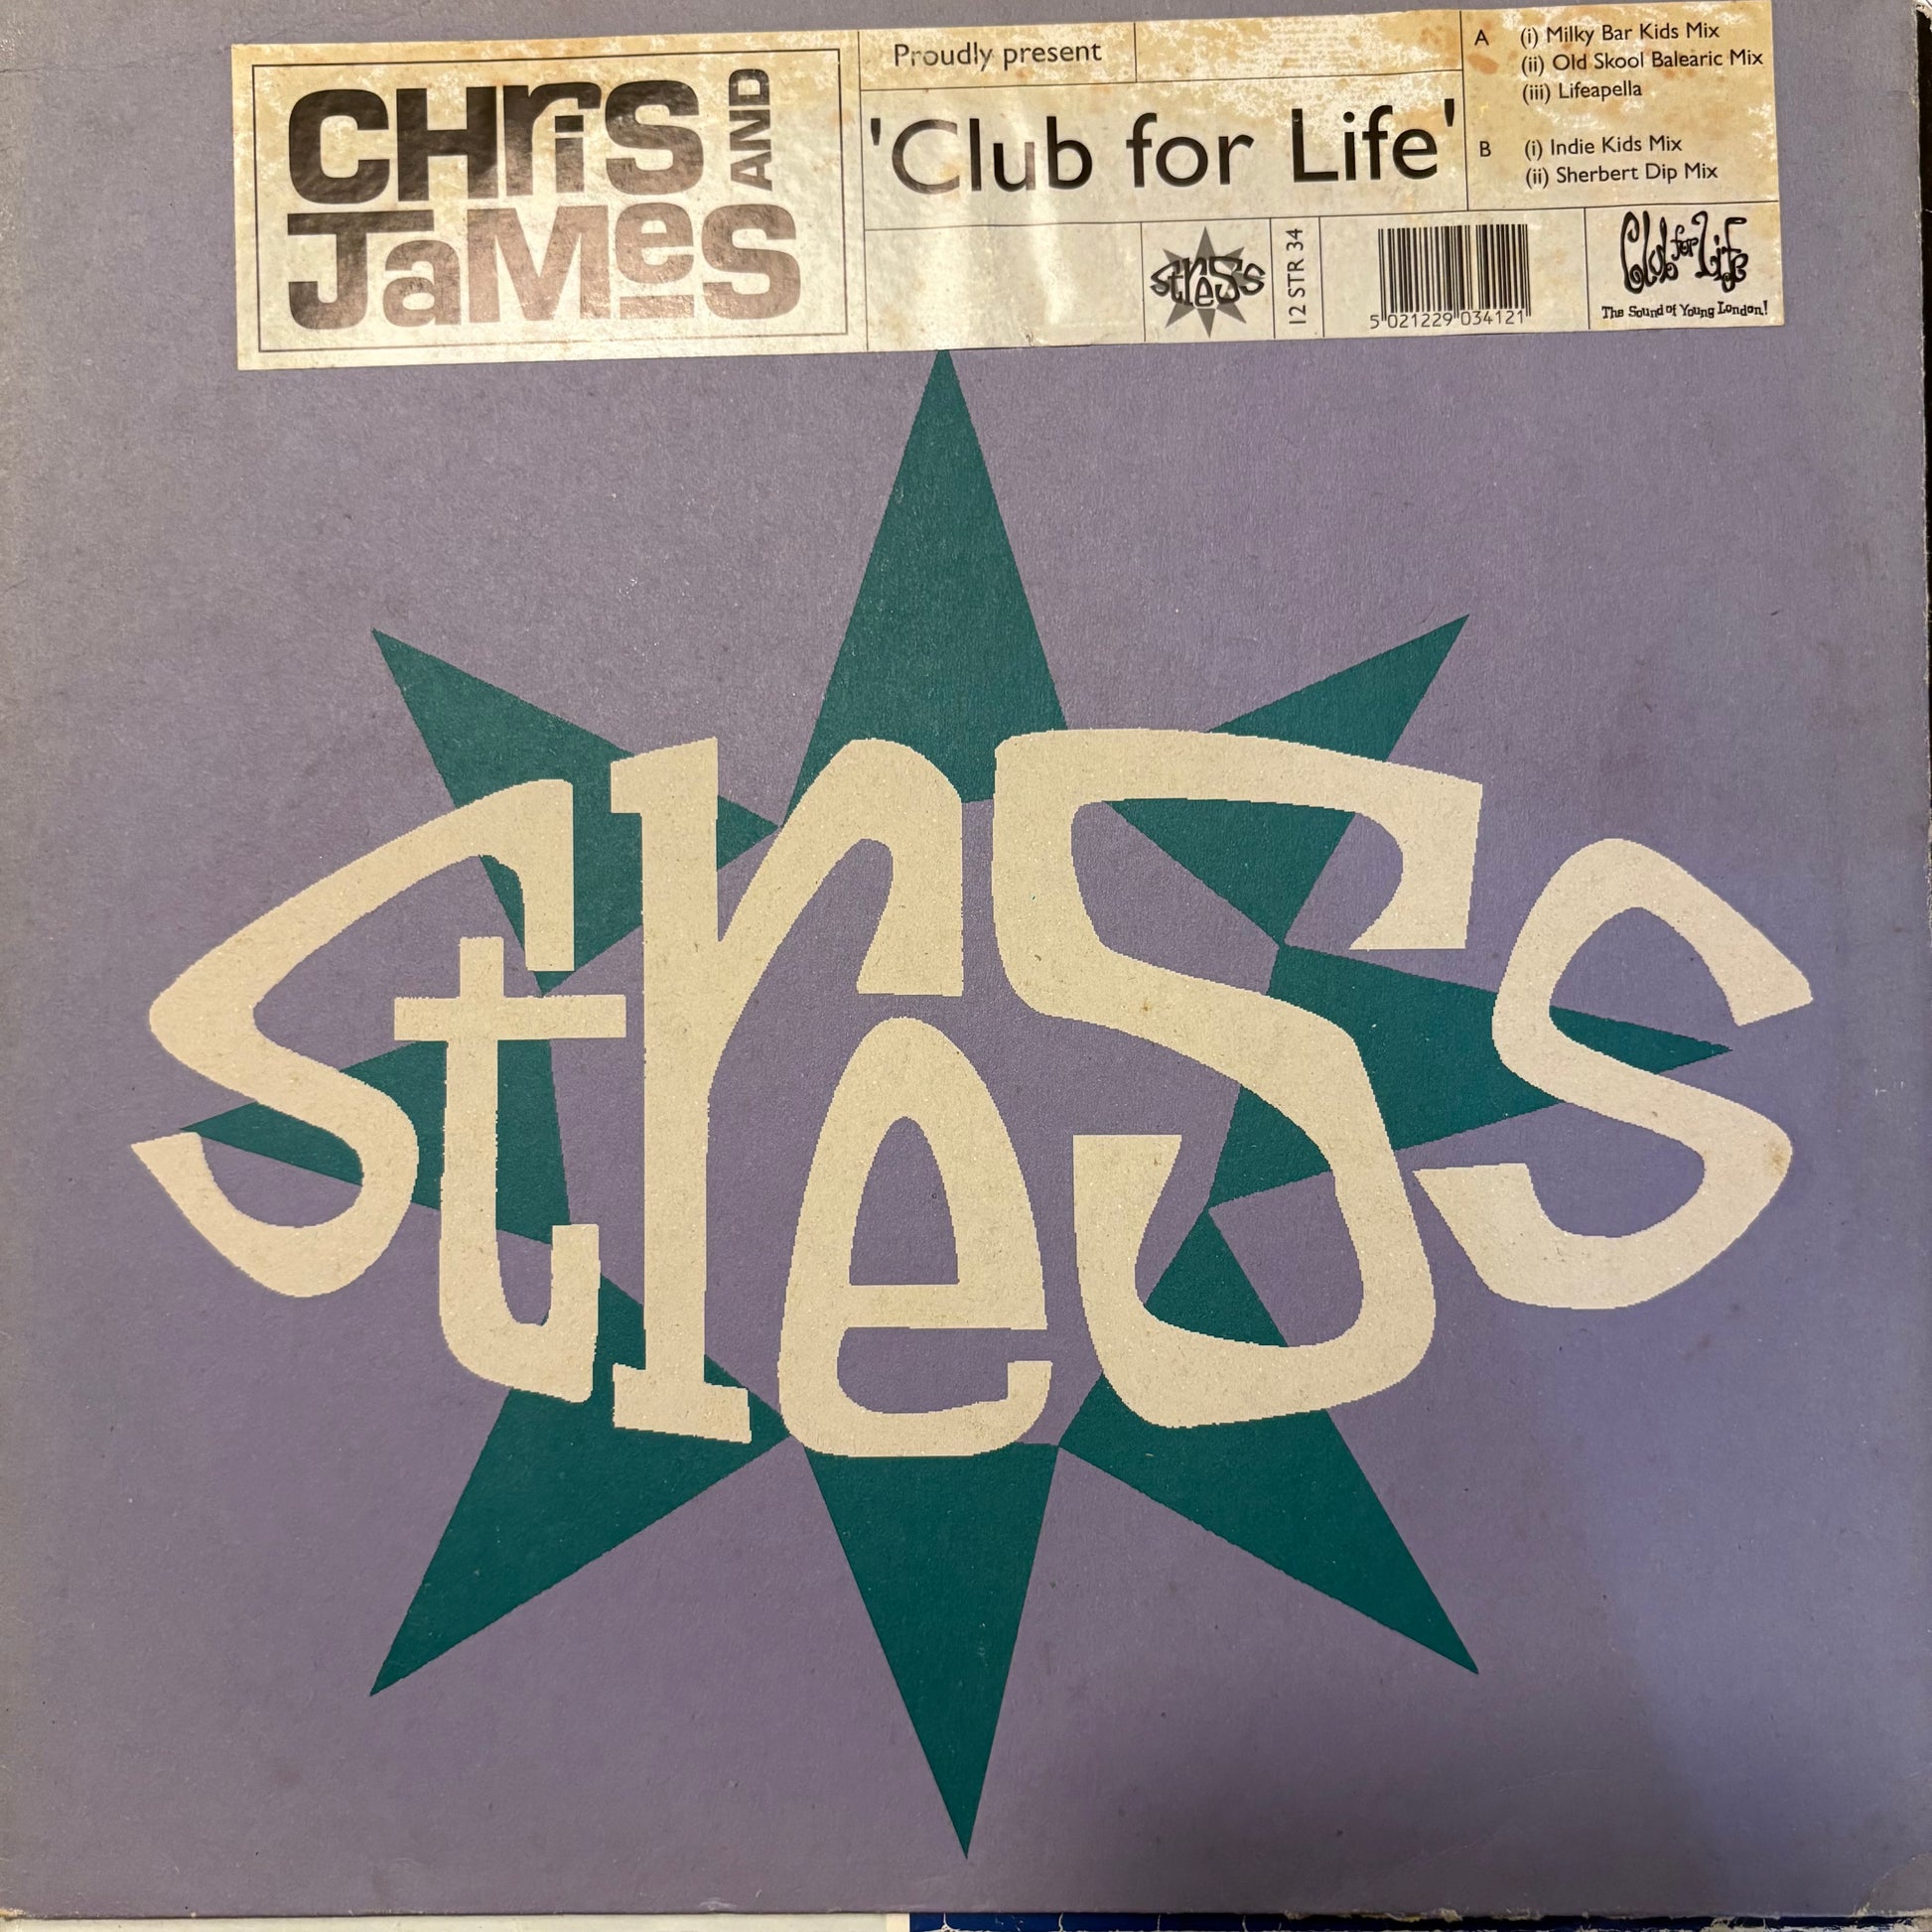 CHriS AND
JaMeS
Proudly present
'Club for Life'
A (i) Milky Bar Kids Mix
(ii) Old Skool Balearic Mix
(iii) Lifeapella
B (i) Indie Kids Mix
(ii) Sherbert Dip Mix
stress
12 STR 34
5 021229 034121
Club for Life
The Sound of Young London!
stress